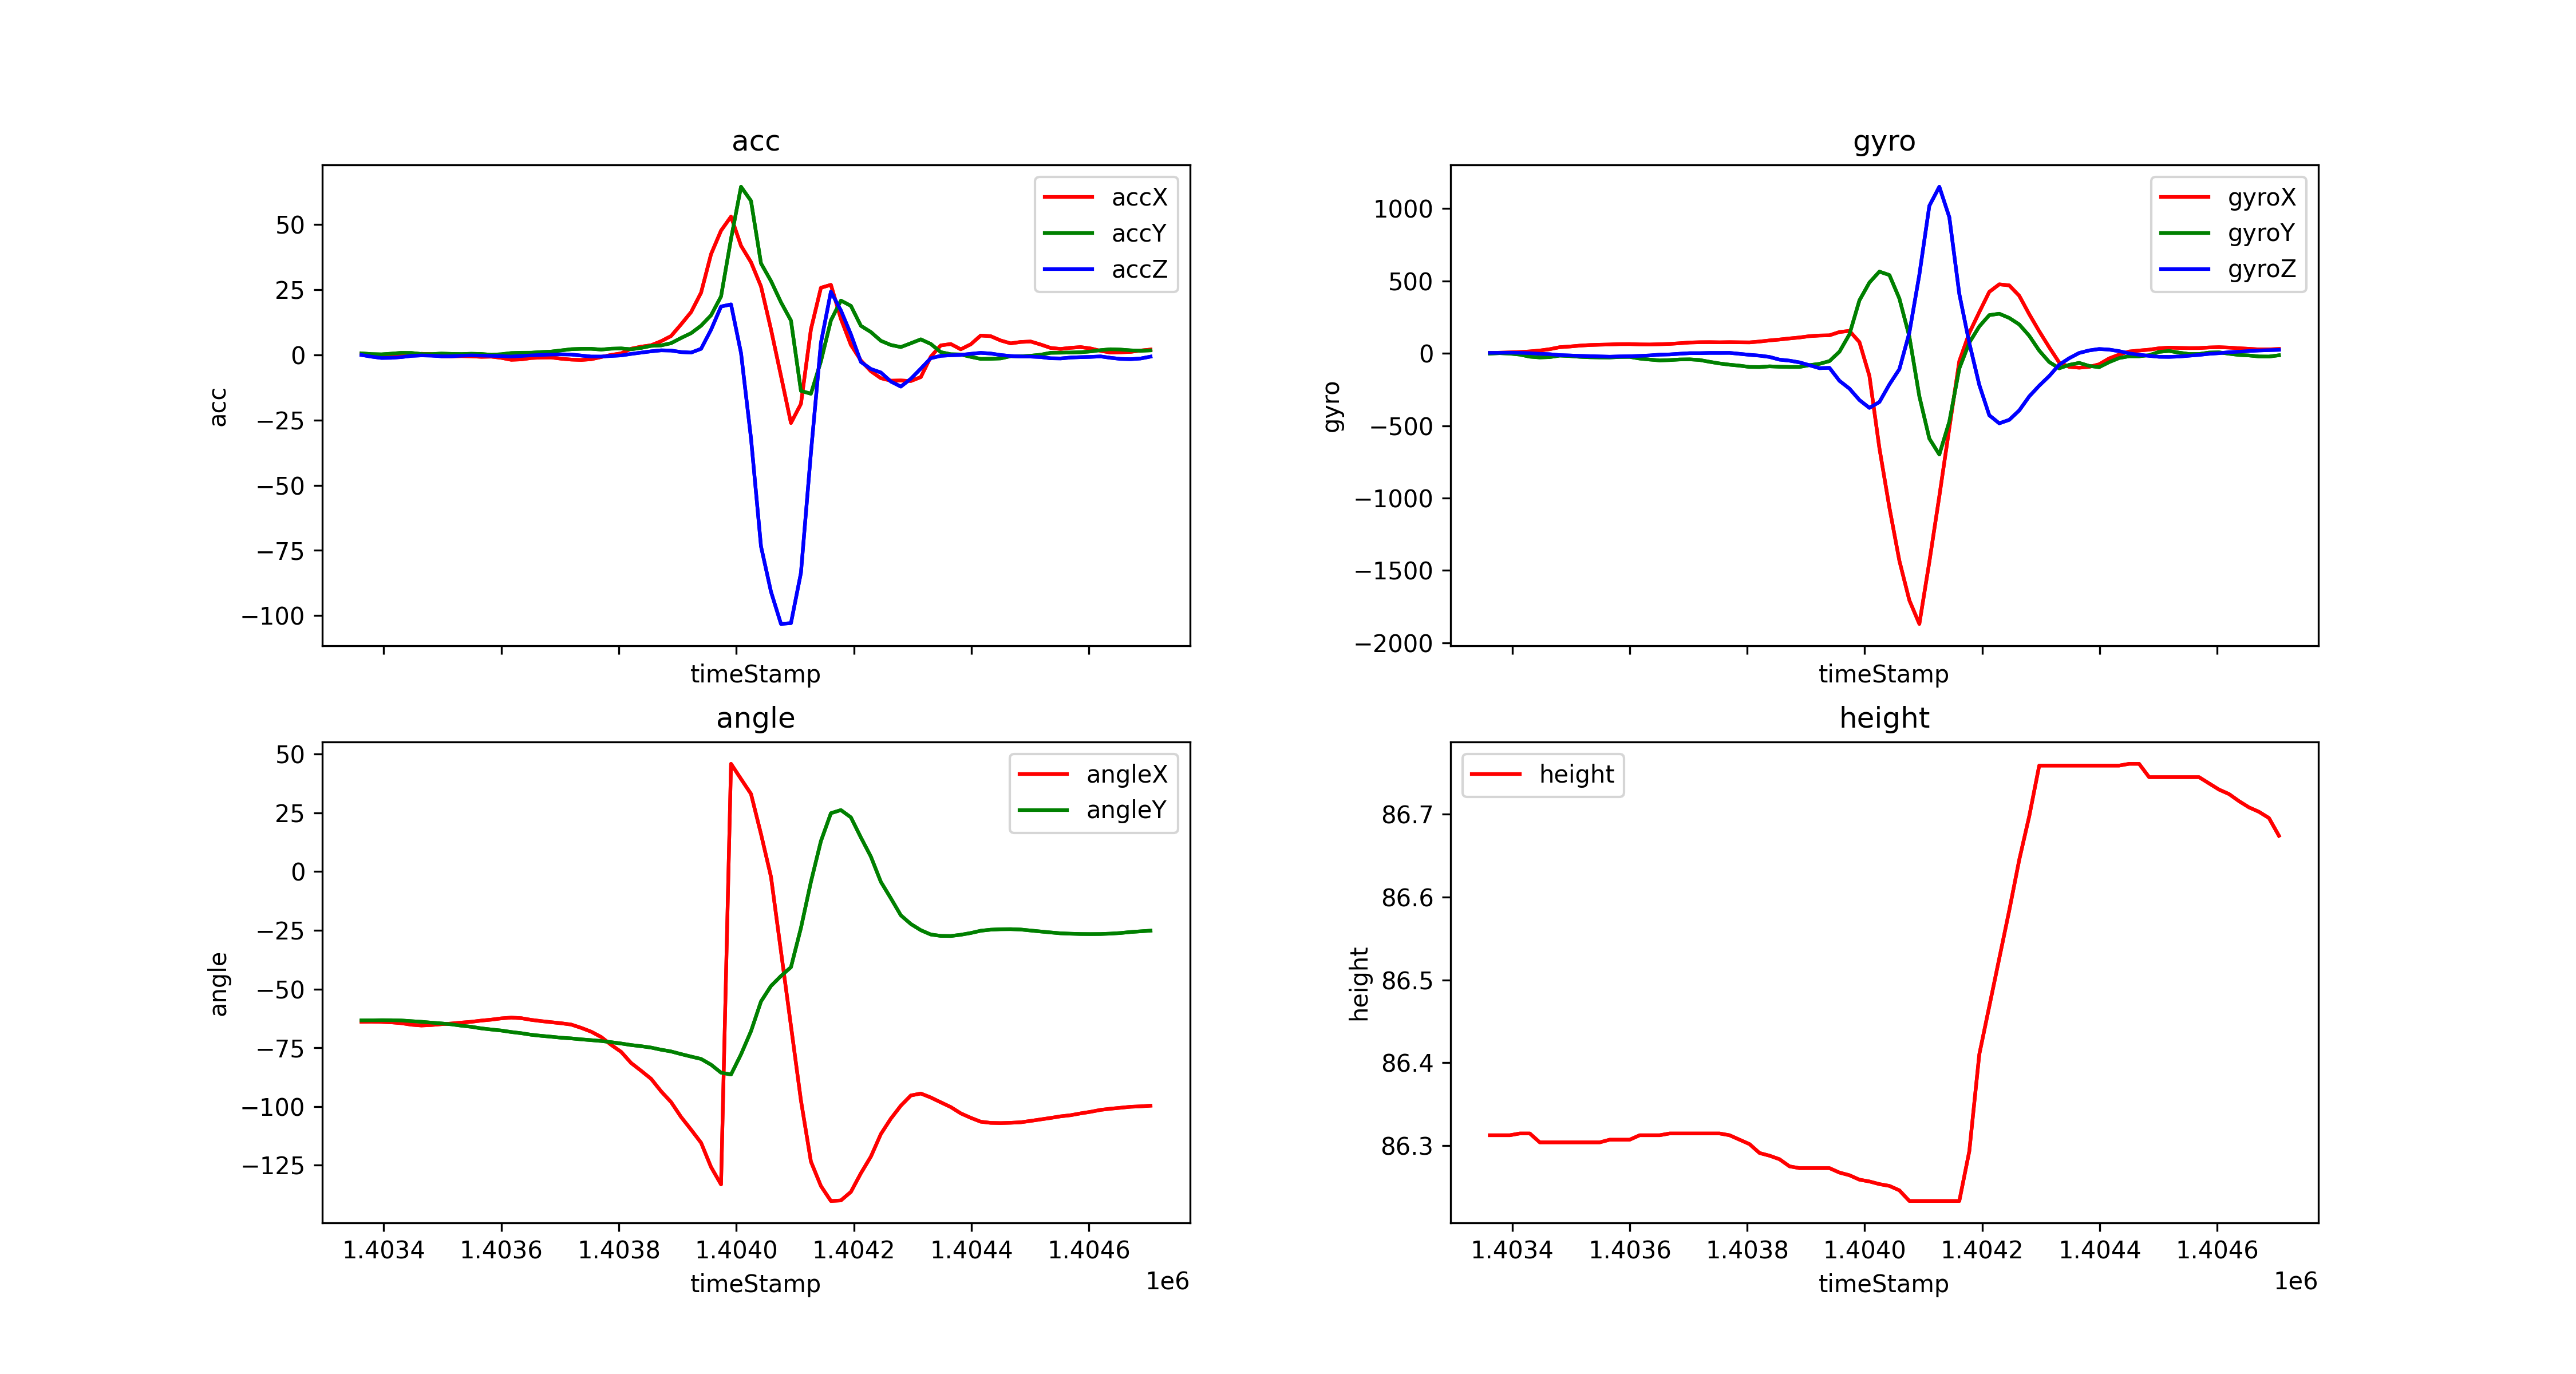 acc
accX
accY
accZ
50
25
0
−25
−50
−75
−100
acc
timeStamp
gyro
gyroX
gyroY
gyroZ
1000
500
0
−500
−1000
−1500
−2000
gyro
timeStamp
angle
angleX
angleY
50
25
0
−25
−50
−75
−100
−125
angle
1.4034 1.4036 1.4038 1.4040 1.4042 1.4044 1.4046
1e6
timeStamp
height
height
86.7
86.6
86.5
86.4
86.3
height
1.4034 1.4036 1.4038 1.4040 1.4042 1.4044 1.4046
1e6
timeStamp